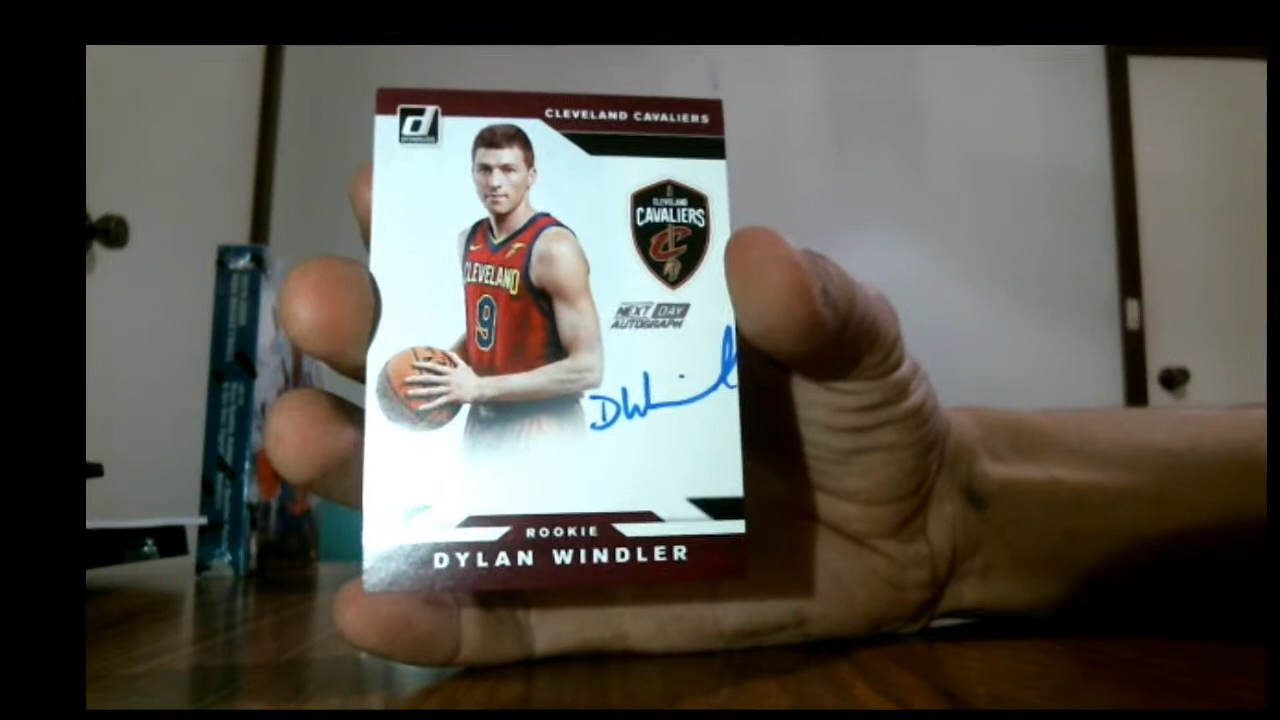 d
CLEVELAND CAVALIERS
CLEVELAND
CAVALIERS
C
CLEVELAND
9
NEXT DAY
AUTOGRAPH
ROOKIE
DYLAN WINDLER